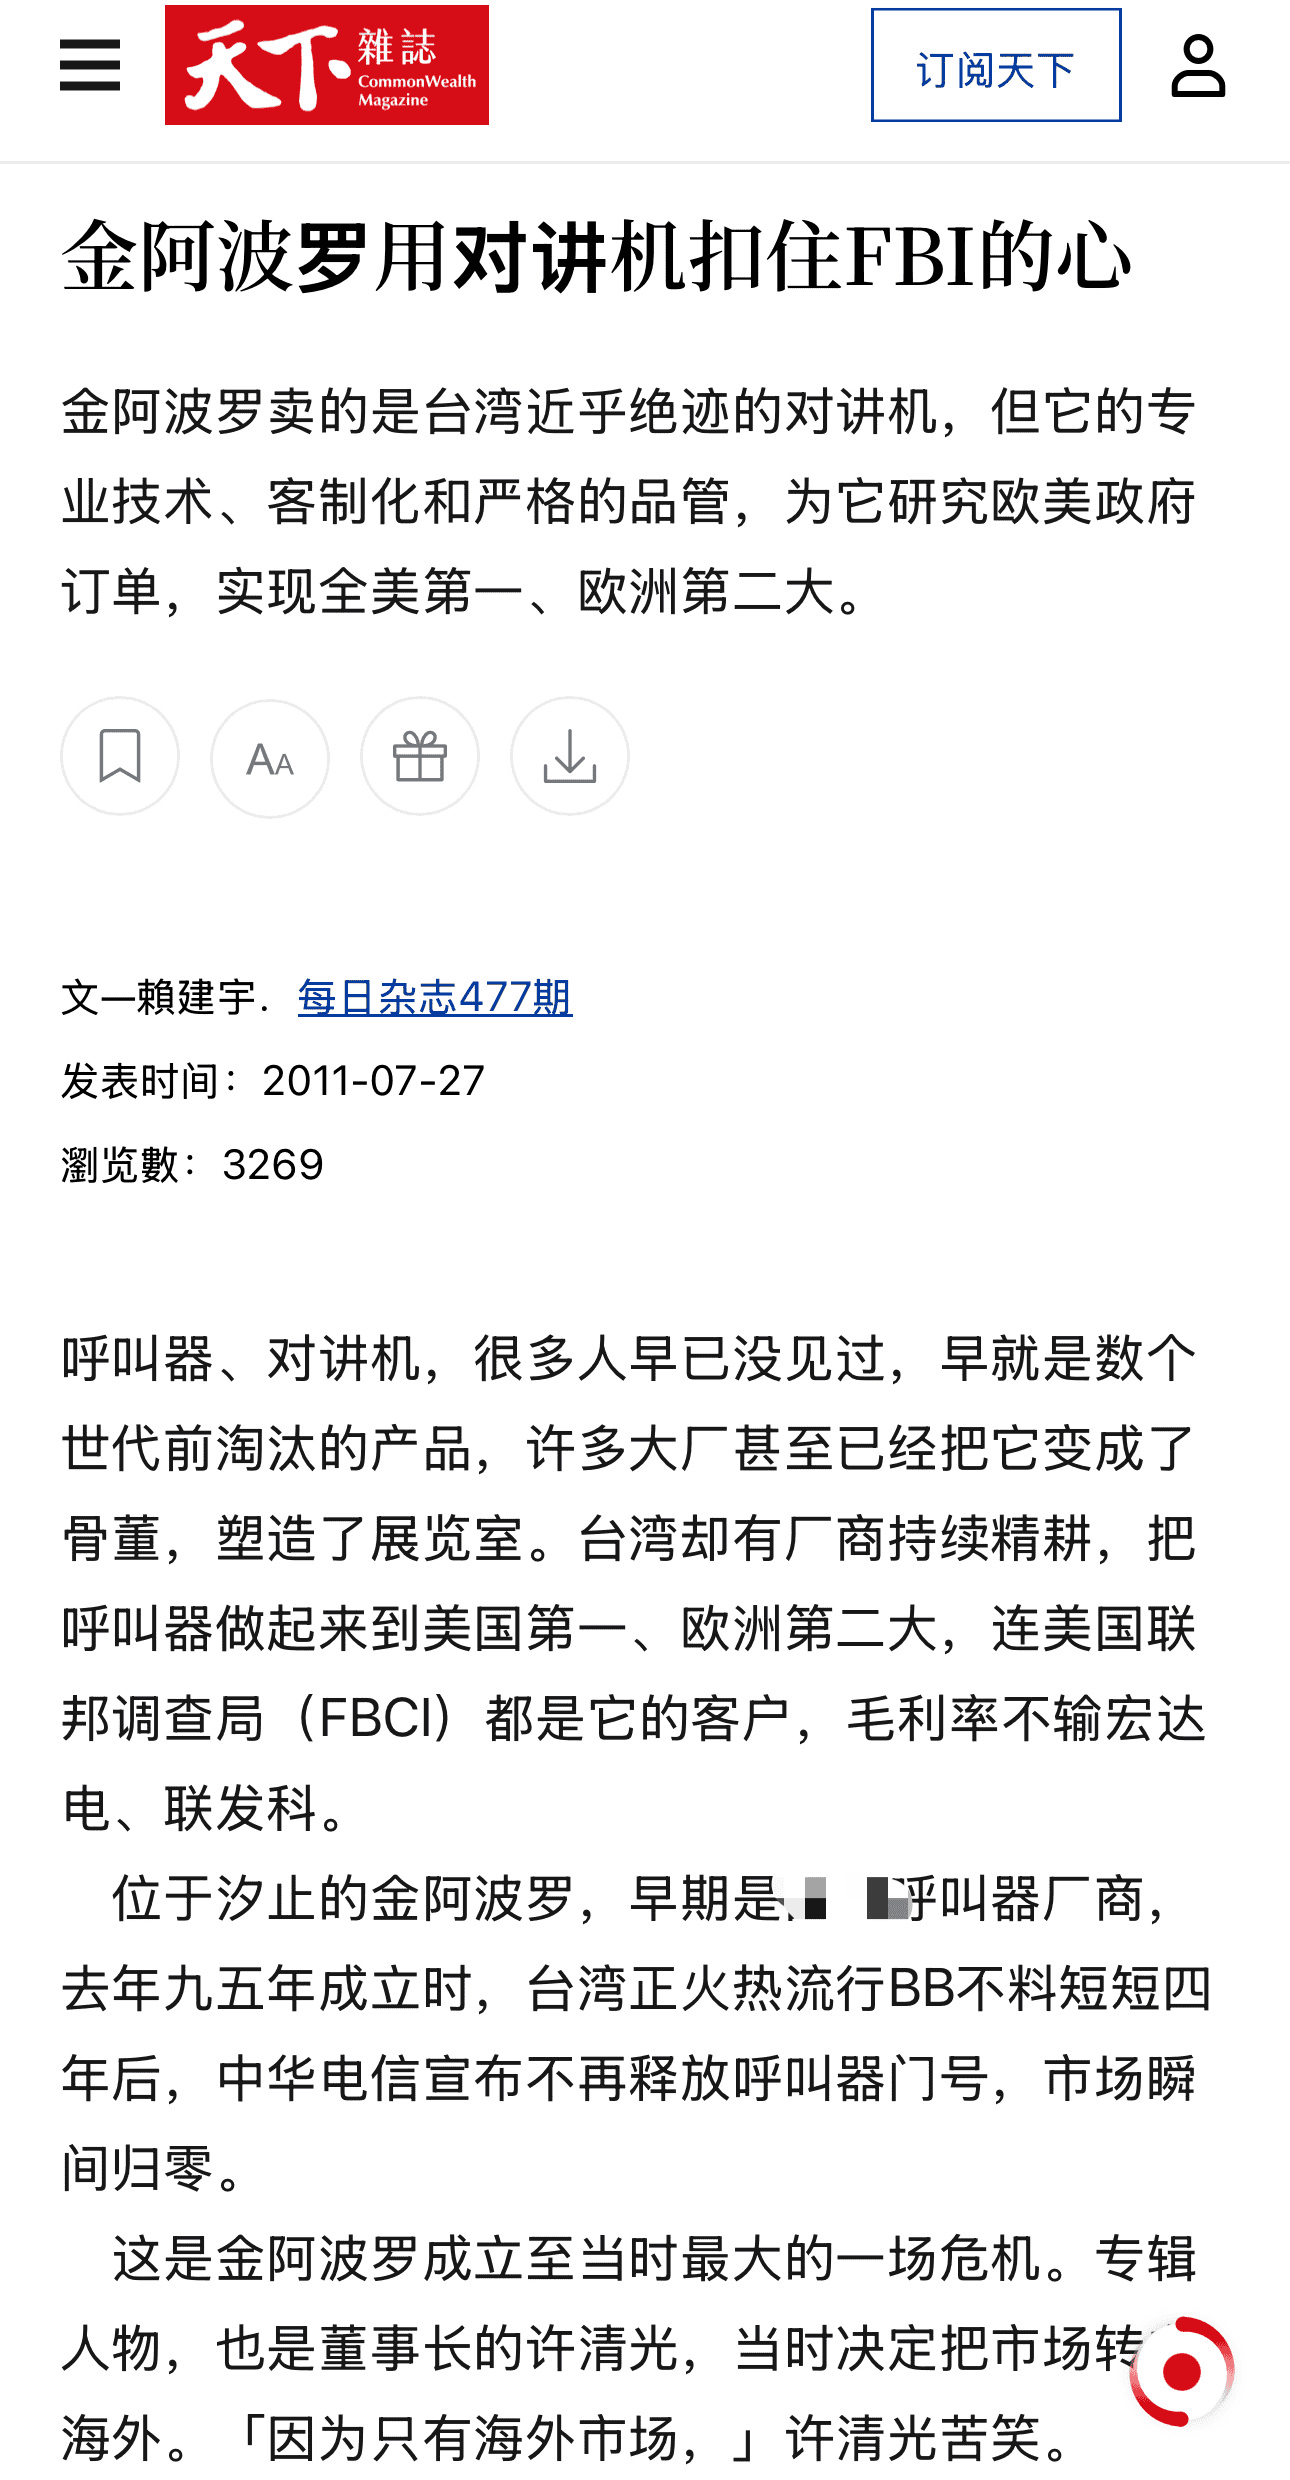 天下雜誌
CommonWealth
Magazine
订阅天下
金阿波罗用对讲机扣住FBI的心
金阿波罗卖的是台湾近乎绝迹的对讲机，但它的专
业技术、客制化和严格的品管，为它研究欧美政府
订单，实现全美第一、欧洲第二大。
AA
文—賴建宇．每日杂志477期
发表时间：2011-07-27
瀏览數：3269
呼叫器、对讲机，很多人早已没见过，早就是数个
世代前淘汰的产品，许多大厂甚至已经把它变成了
骨董，塑造了展览室。台湾却有厂商持续精耕，把
呼叫器做起来到美国第一、欧洲第二大，连美国联
邦调查局（FBCI）都是它的客户，毛利率不输宏达
电、联发科。
位于汐止的金阿波罗，早期是呼叫器厂商，
去年九五年成立时，台湾正火热流行BB不料短短四
年后，中华电信宣布不再释放呼叫器门号，市场瞬
间归零。
这是金阿波罗成立至当时最大的一场危机。专辑
人物，也是董事长的许清光，当时决定把市场转
海外。「因为只有海外市场，」许清光苦笑。